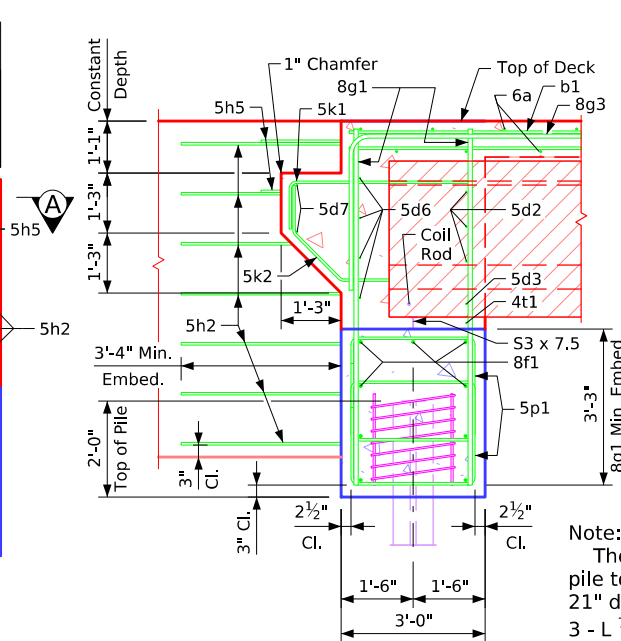 Constant
Depth
1" Chamfer
8g1
Top of Deck
6a
b1
8g3
5h5
5k1
1'-1"
1'-3"
1'-3"
A
5h5
5h2
5d7
5d6
5d2
Coil
Rod
5k2
5d3
4t1
1'-3"
5h2
S3 x 7.5
8f1
3'-4" Min.
Embed.
5p1
3'-3"
8g1 Min. Embed.
2'-0"
Top of Pile
3"
Cl.
3" Cl.
2½"
Cl.
2½"
Cl.
1'-6"
1'-6"
3'-0"
Note:
The
pile to
21" d
3 - L